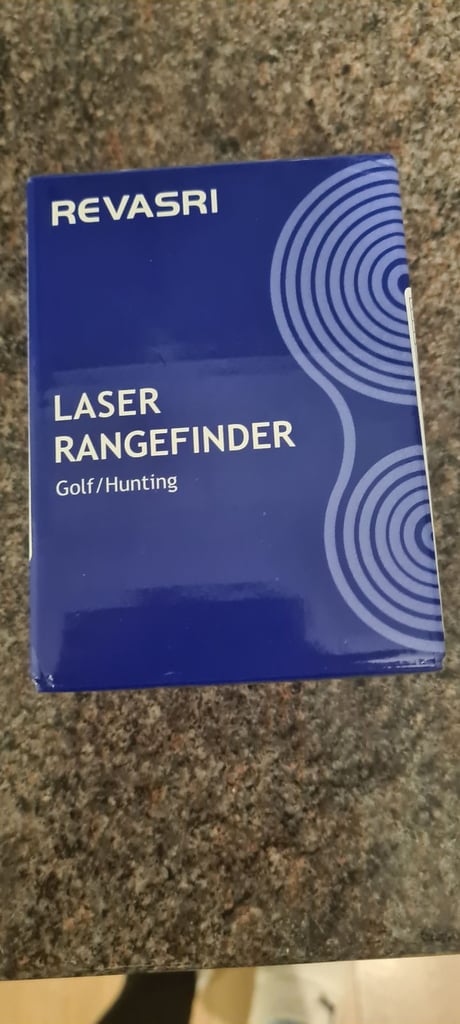 REVASRI
LASER
RANGEFINDER
Golf/Hunting